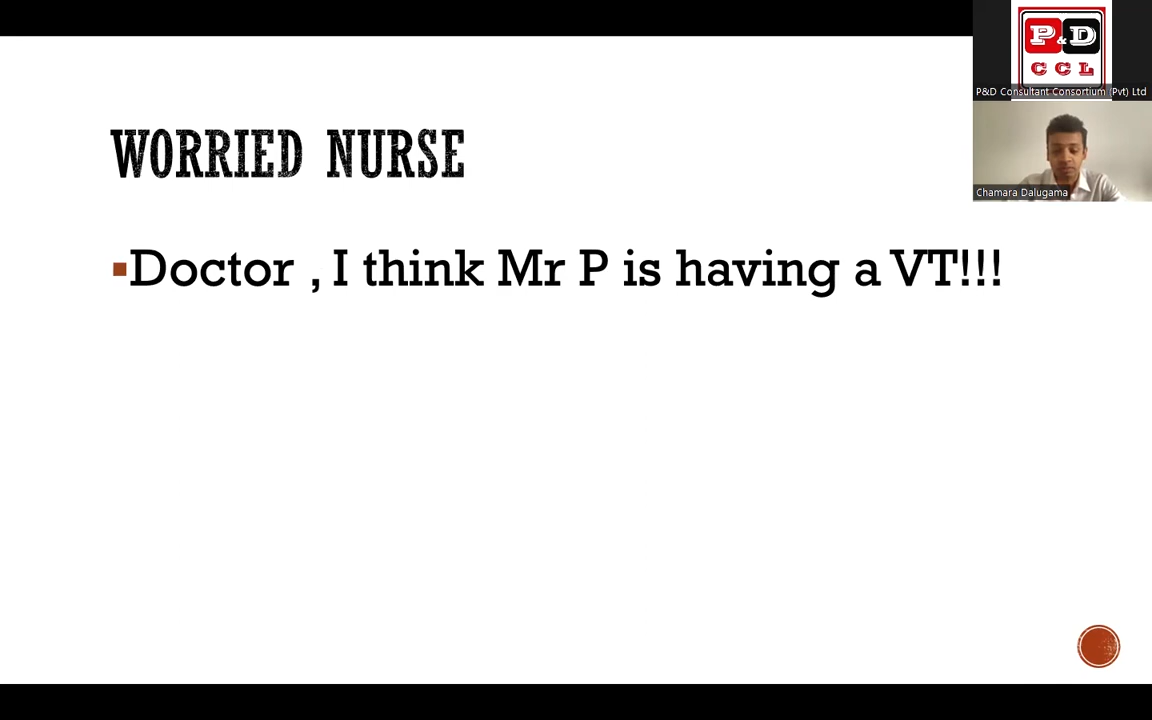 P&D
CCL
P&D Consultant Consortium (Pvt) Ltd
Chamara Dalugama
WORRIED NURSE
Doctor , I think Mr P is having a VT!!!